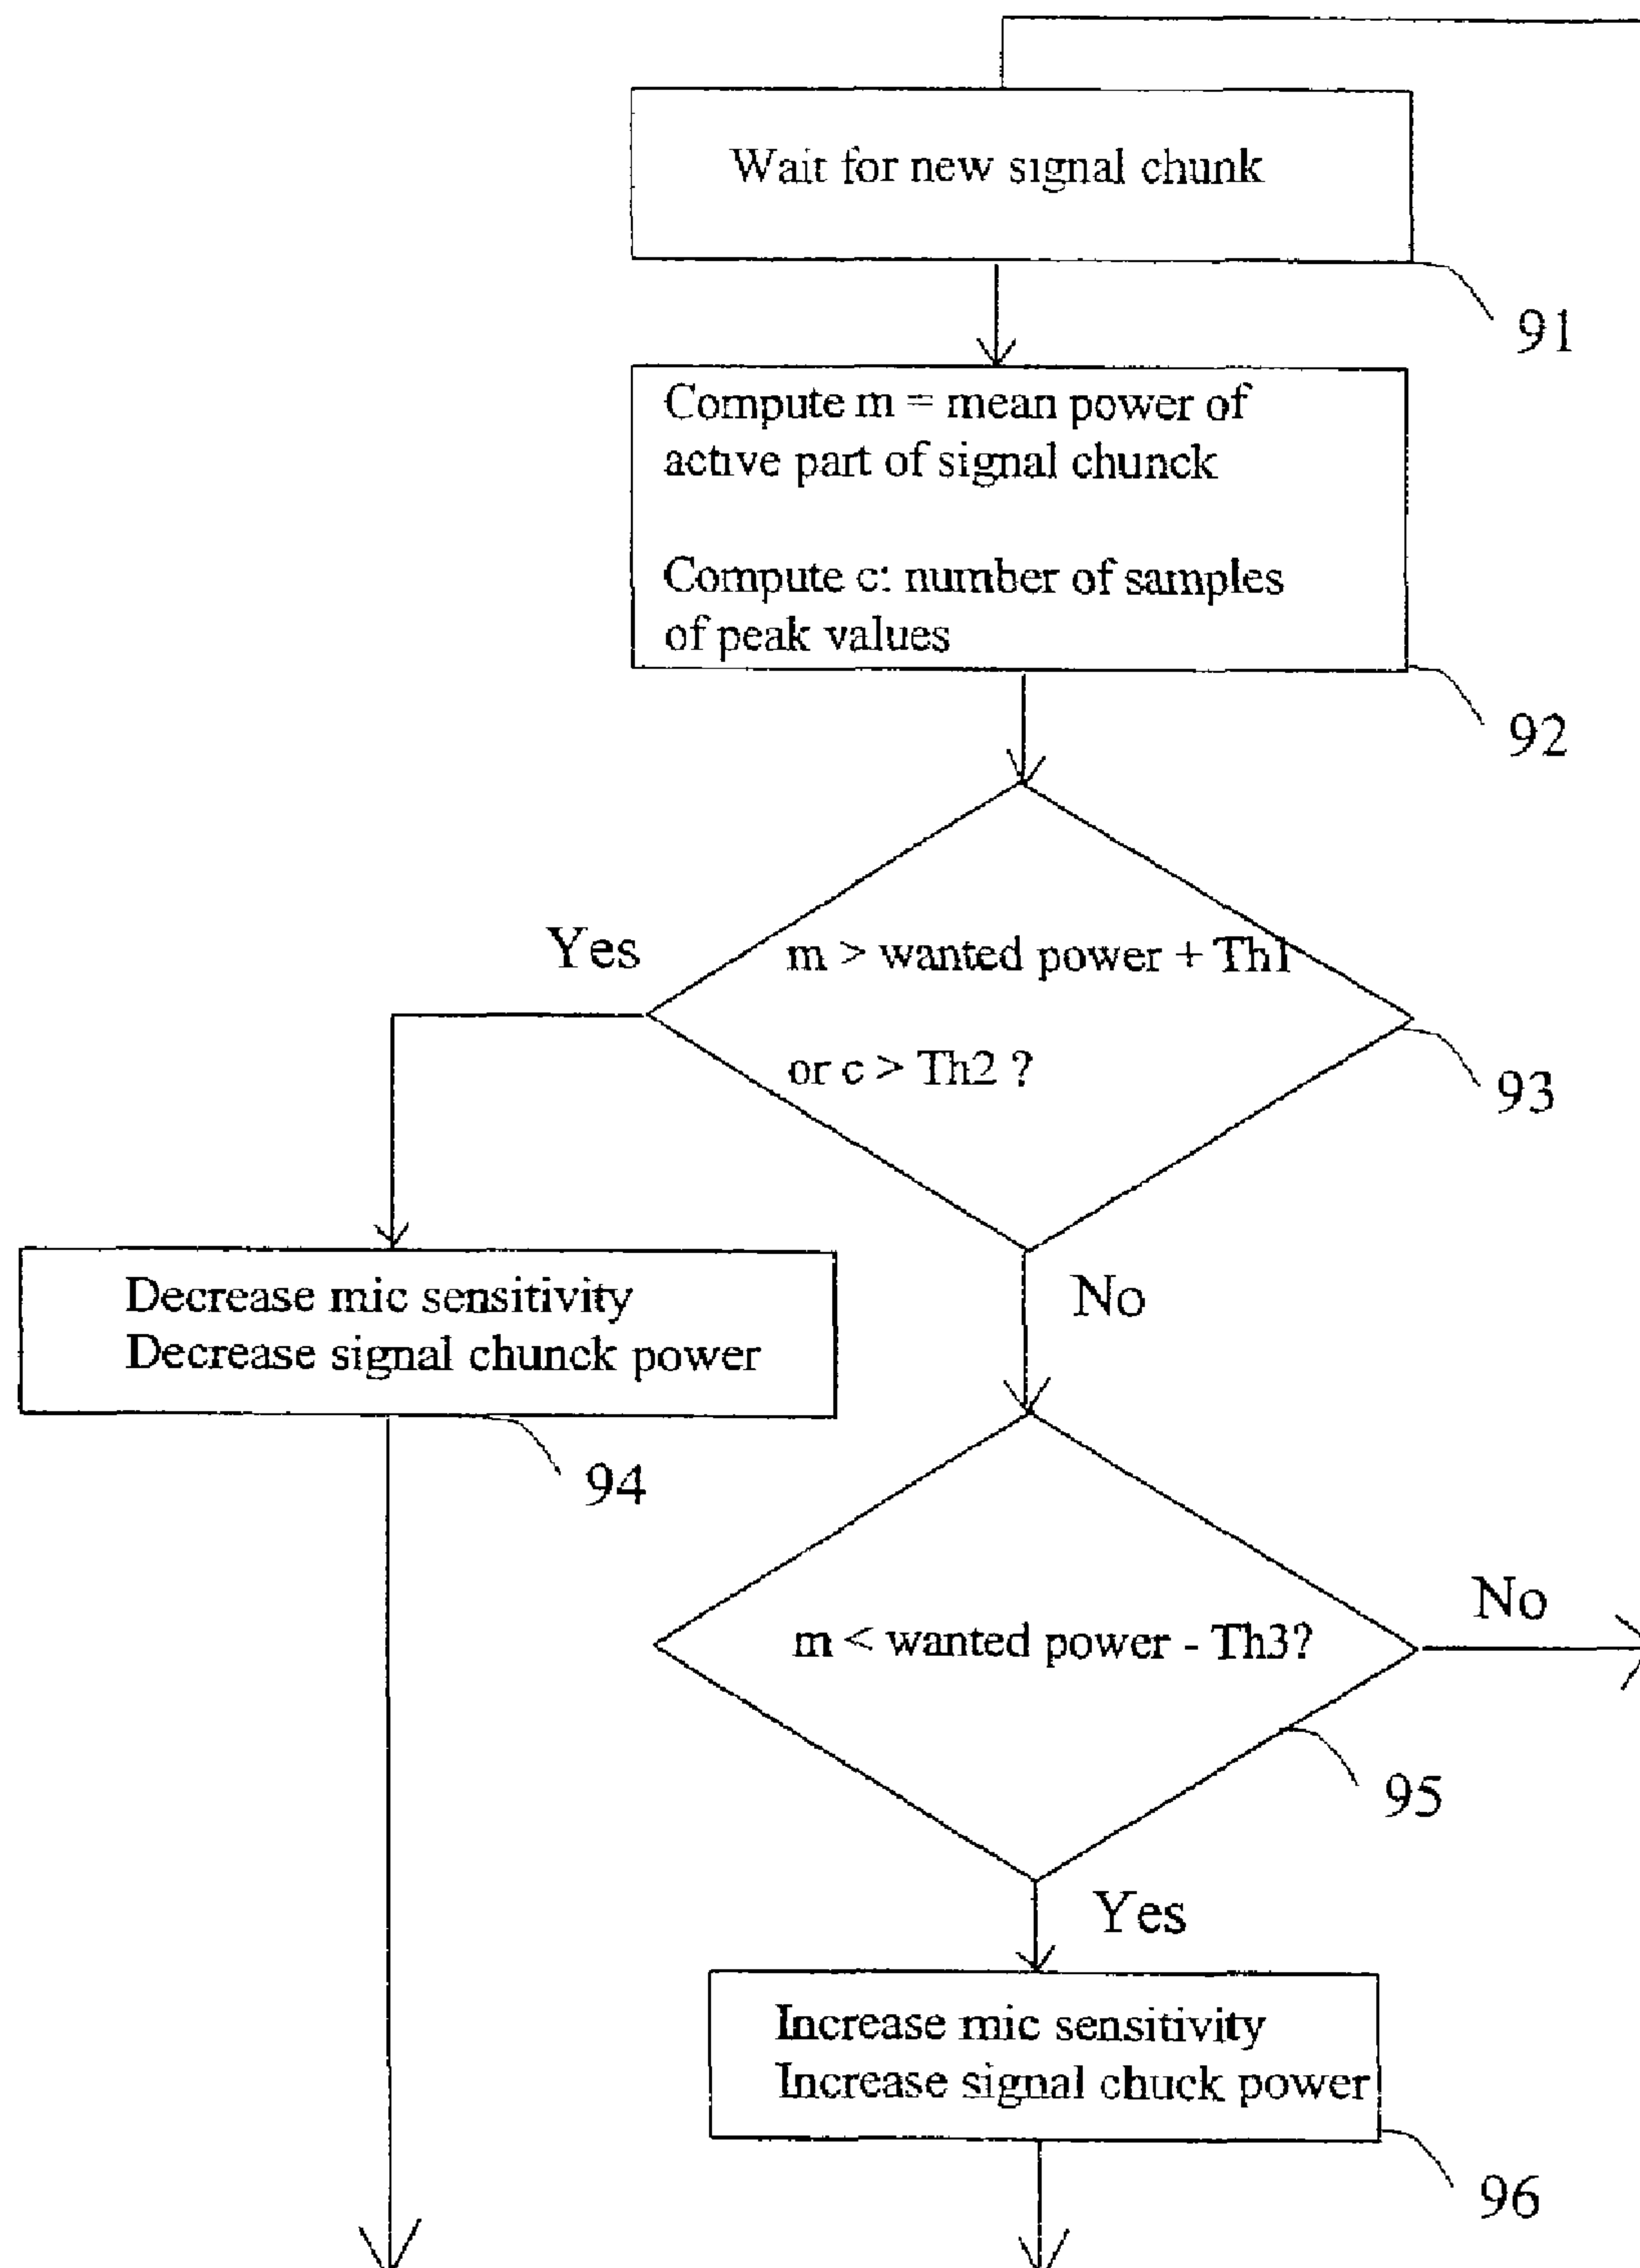 Wait for new signal chunk
91
Compute m = mean power of
active part of signal chunck
Compute c: number of samples
of peak values
92
Yes
m > wanted power + Th1
or c > Th2 ?
93
Decrease mic sensitivity
Decrease signal chunck power
No
94
No
m < wanted power - Th3?
95
Yes
Increase mic sensitivity
Increase signal chuck power
96